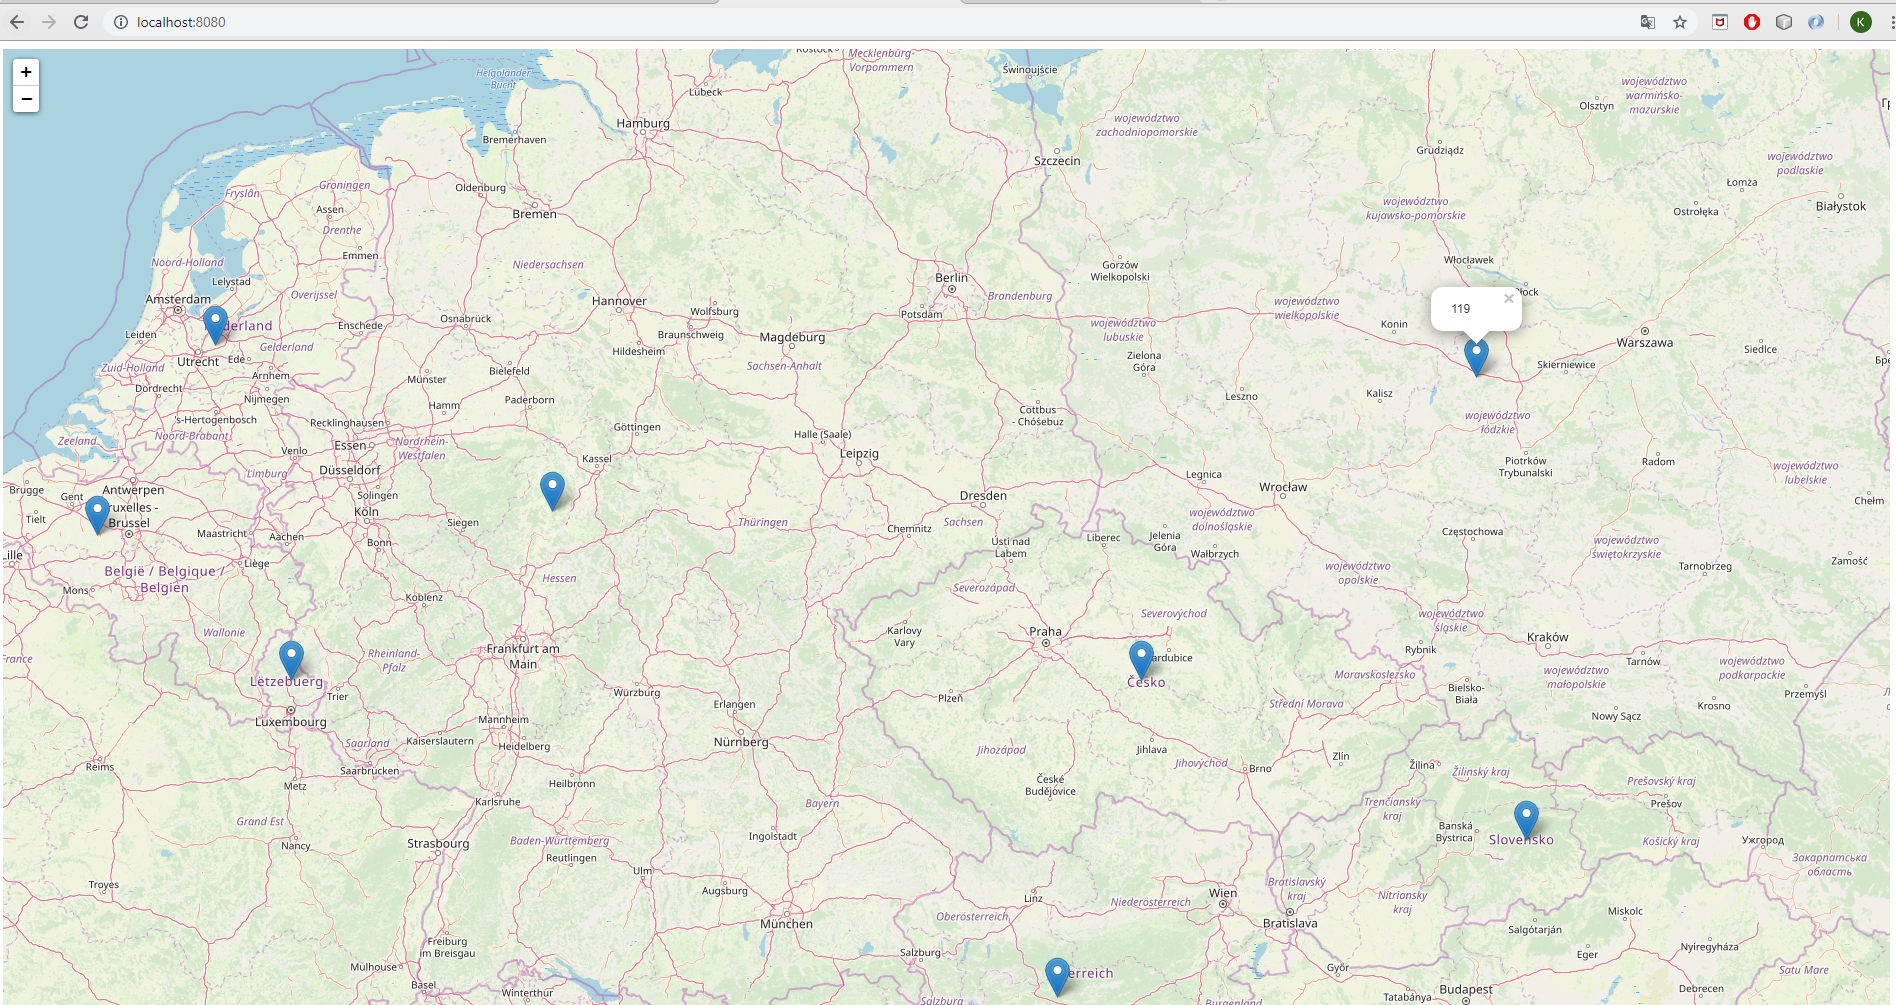 localhost:8080
K
+
−
Rostock
Mecklenburg-
Vorpommern
Helgoländer
Bucht
Świnoujście
Lübeck
województwo
warmińsko-
mazurskie
Olsztyn
Hamburg
Bremerhaven
województwo
zachodniopomorskie
Szczecin
Grudziądz
województwo
podlaskie
Łomża
Groningen
Fryslân
Oldenburg
Assen
Bremen
województwo
kujawsko-pomorskie
Ostrołęka
Białystok
Drenthe
Emmen
Noord-Holland
Niedersachsen
Lelystad
Gorzów
Wielkopolski
Włocławek
Berlin
Amsterdam
Overijssel
Hannover
Brandenburg
województwo
wielkopolskie
119
×
Wolfsburg
Potsdam
Osnabrück
Enschede
Leiden
Braunschweig
Magdeburg
województwo
lubuskie
Konin
Warszawa
Siedlce
Gelderland
Utrecht
Ede
Hildesheim
Zielona
Góra
Skierniewice
Zuid-Holland
Arnhem
Münster
Bielefeld
Sachsen-Anhalt
Dordrecht
Nijmegen
Hamm
Paderborn
Leszno
Kalisz
's-Hertogenbosch
Recklinghausen
Göttingen
Cottbus
- Chóśebuz
województwo
łódzkie
Zeeland
Noord-Brabant
Essen
Nordrhein-
Westfalen
Halle (Saale)
Leipzig
Venlo
Limburg
Düsseldorf
Kassel
Legnica
Piotrków
Trybunalski
Radom
województwo
lubelskie
Brugge
Gent
Antwerpen
Solingen
Dresden
Wrocław
Chełm
Tielt
Brussel
Köln
Siegen
Thüringen
Chemnitz
Sachsen
województwo
dolnośląskie
Maastricht
Aachen
Bonn
Ústí nad
Labem
Liberec
Jelenia
Góra
Wałbrzych
Częstochowa
województwo
świętokrzyskie
Lille
Liège
België / Belgique /
Belgien
Mons
Hessen
Koblenz
Severozápad
województwo
opolskie
Tarnobrzeg
Zamość
Wallonie
Severovýchod
województwo
śląskie
Karlovy
Vary
Praha
Kraków
Rheinland-
Pfalz
Frankfurt am
Main
Rybnik
Tarnów
województwo
podkarpackie
France
Lëtzebuerg
Trier
Würzburg
Plzeň
Česko
Moravskoslezsko
Bielsko-
Biała
województwo
małopolskie
Przemyśl
Erlangen
Střední Morava
Krosno
Luxembourg
Mannheim
Nowy Sącz
Saarland
Kaiserslautern
Heidelberg
Nürnberg
Jihozápad
Jihlava
Zlín
Reims
Saarbrücken
Jihovýchod
Brno
Žilina
Žilinský kraj
Metz
Heilbronn
České
Budějovice
Prešovský kraj
Karlsruhe
Bayern
Trenčiansky
kraj
Prešov
Grand Est
Banská
Bystrica
Slovensko
Košický kraj
Ужгород
Nancy
Strasbourg
Baden-Württemberg
Reutlingen
Ingolstadt
Закарпатська
область
Troyes
Ulm
Augsburg
Linz
Wien
Bratislavský
kraj
Nitriansky
kraj
Niederösterreich
Oberösterreich
München
Bratislava
Miskolc
Salgótarján
Freiburg
im Breisgau
Salzburg
Eger
Nyíregyháza
Mulhouse
Győr
Satu Mare
Basel
Winterthur
Salzburg
Burgenland
Tatabánya
Budapest
Debrecen